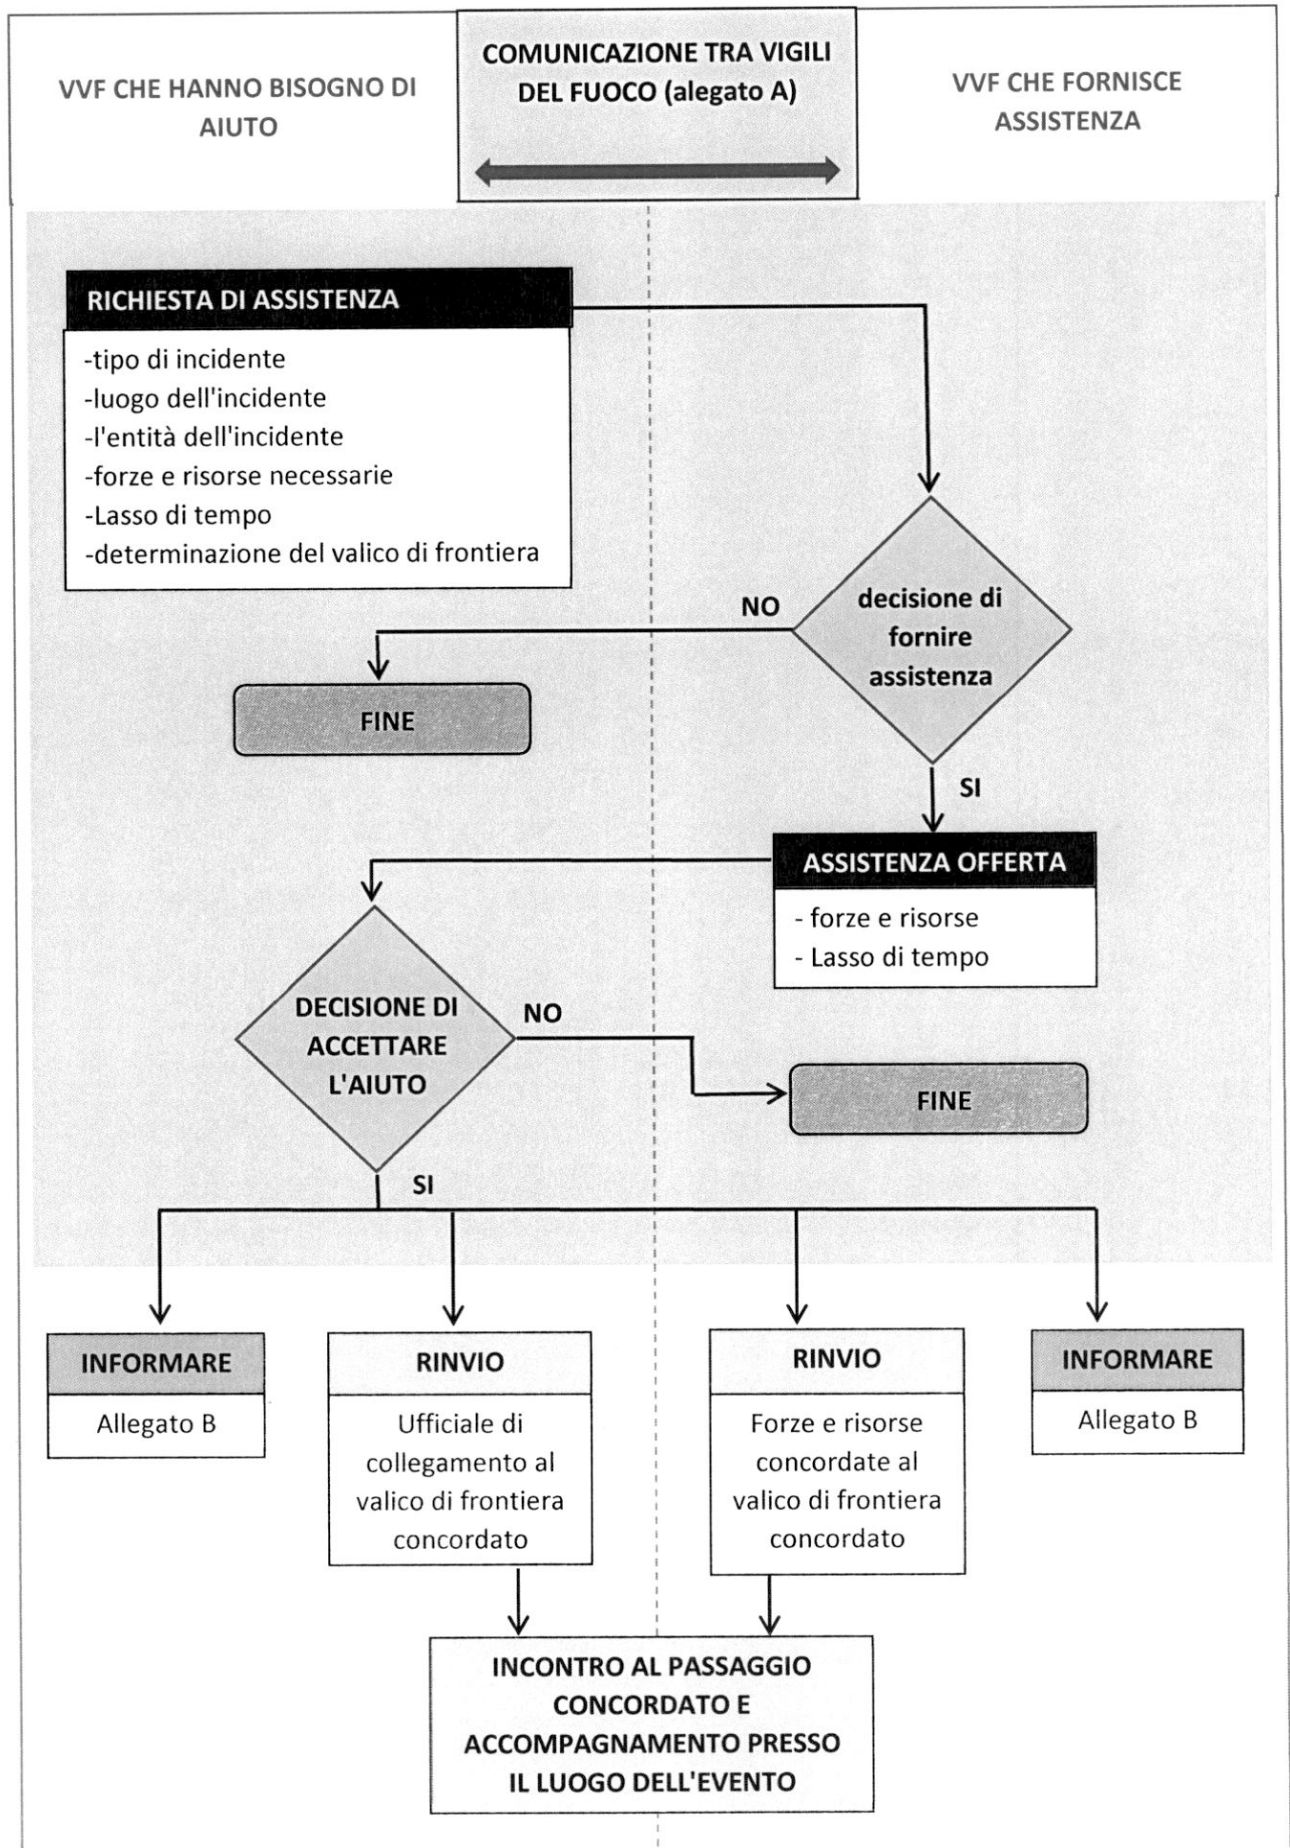 VVF CHE HANNO BISOGNO DI
AIUTO
COMUNICAZIONE TRA VIGILI
DEL FUOCO (alegato A)
VVF CHE FORNISCE
ASSISTENZA
RICHIESTA DI ASSISTENZA
-tipo di incidente
-luogo dell'incidente
-l'entità dell'incidente
-forze e risorse necessarie
-Lasso di tempo
-determinazione del valico di frontiera
decisione di
fornire
assistenza
NO
FINE
SI
ASSISTENZA OFFERTA
- forze e risorse
- Lasso di tempo
DECISIONE DI
ACCETTARE
L'AIUTO
NO
FINE
SI
INFORMARE
Allegato B
RINVIO
Ufficiale di
collegamento al
valico di frontiera
concordato
RINVIO
Forze e risorse
concordate al
valico di frontiera
concordato
INFORMARE
Allegato B
INCONTRO AL PASSAGGIO
CONCORDATO E
ACCOMPAGNAMENTO PRESSO
IL LUOGO DELL'EVENTO